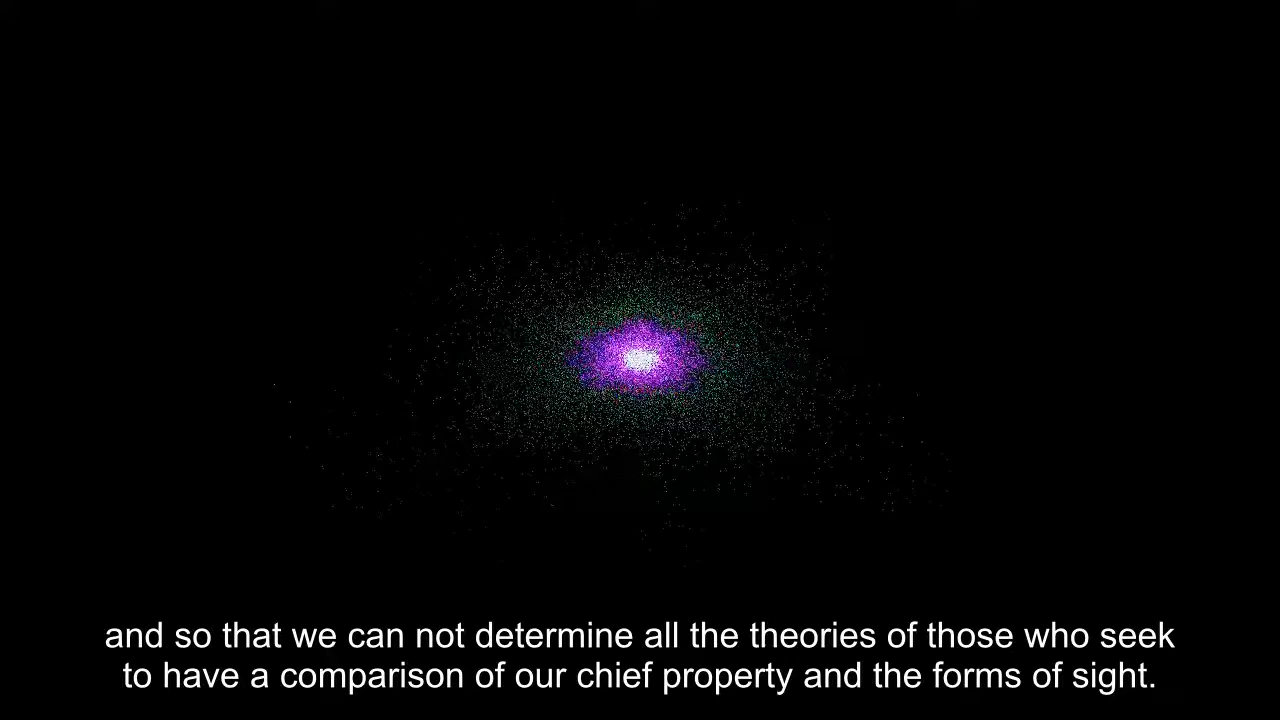 and so that we can not determine all the theories of those who seek
to have a comparison of our chief property and the forms of sight.